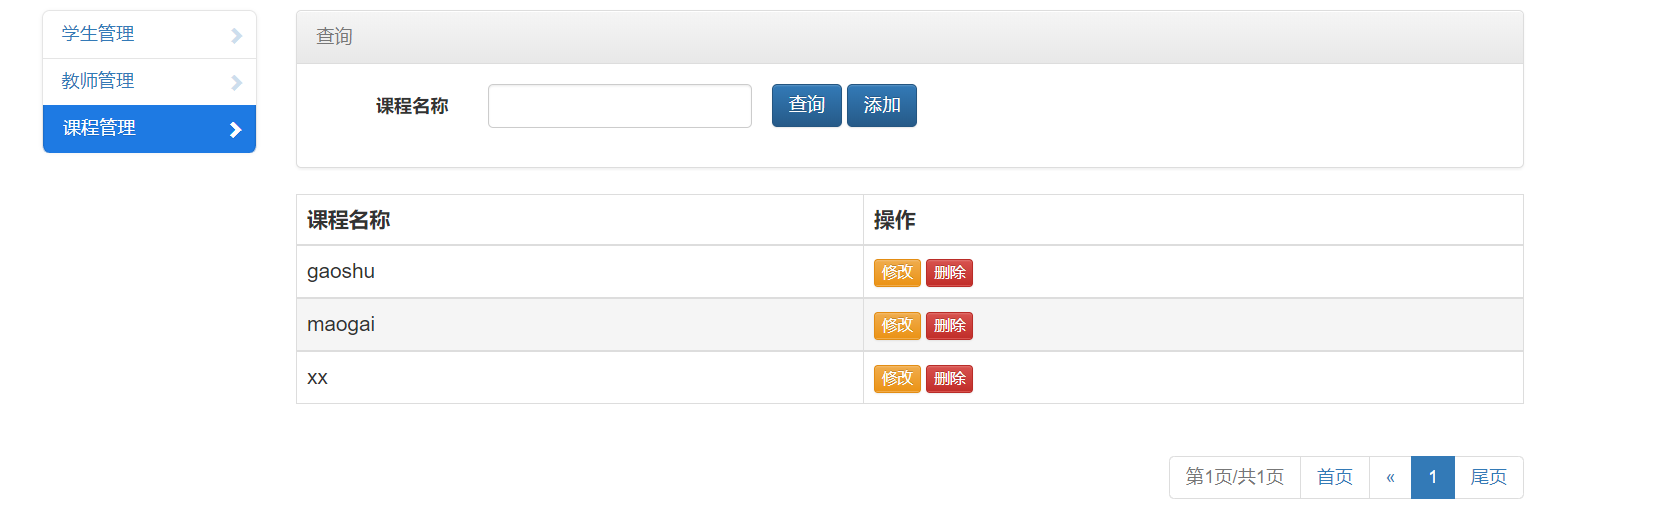 学生管理
教师管理
课程管理
查询
课程名称 查询 添加
课程名称 操作
gaoshu 修改 删除
maogai 修改 删除
xx 修改 删除
第1页/共1页 首页 « 1 尾页